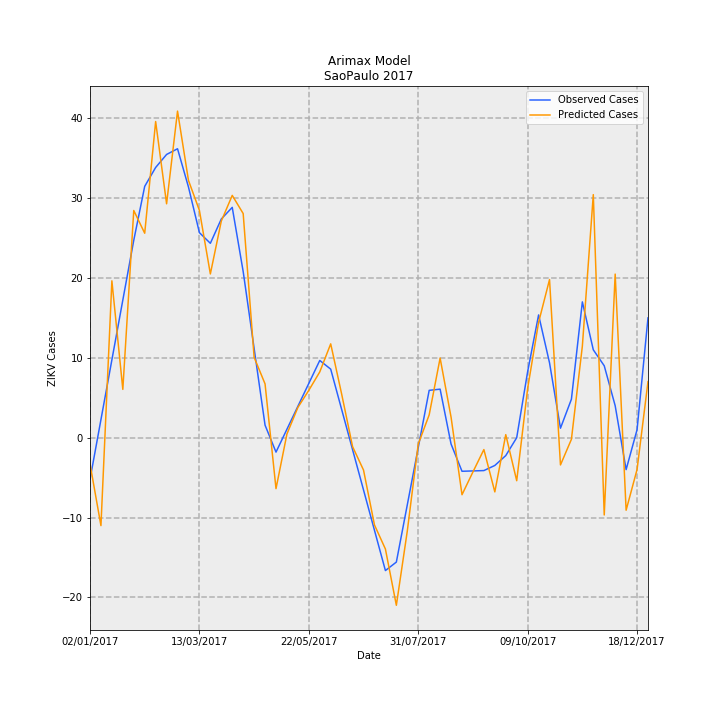 Arimax Model
SaoPaulo 2017
Observed Cases
Predicted Cases
ZIKV Cases
40
30
20
10
0
−10
−20
02/01/2017 13/03/2017 22/05/2017 31/07/2017 09/10/2017 18/12/2017
Date